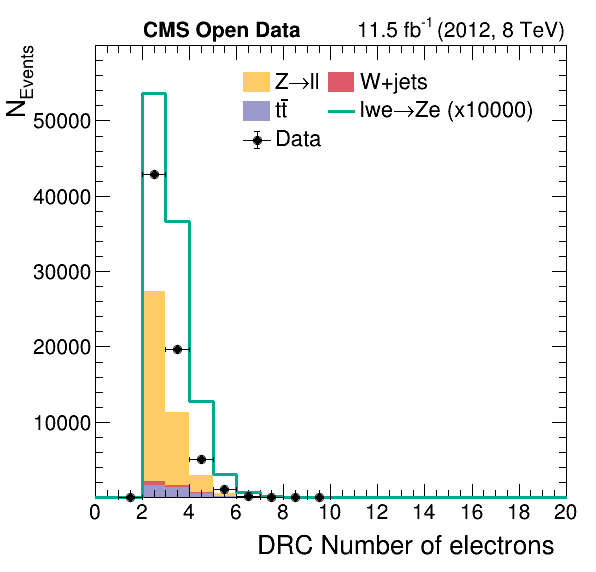 CMS Open Data 11.5 fb⁻¹ (2012, 8 TeV)
N_Events
Z→ll W+jets
tt̄ lwe→Ze (x10000)
Data
50000
40000
30000
20000
10000
0 2 4 6 8 10 12 14 16 18 20
DRC Number of electrons